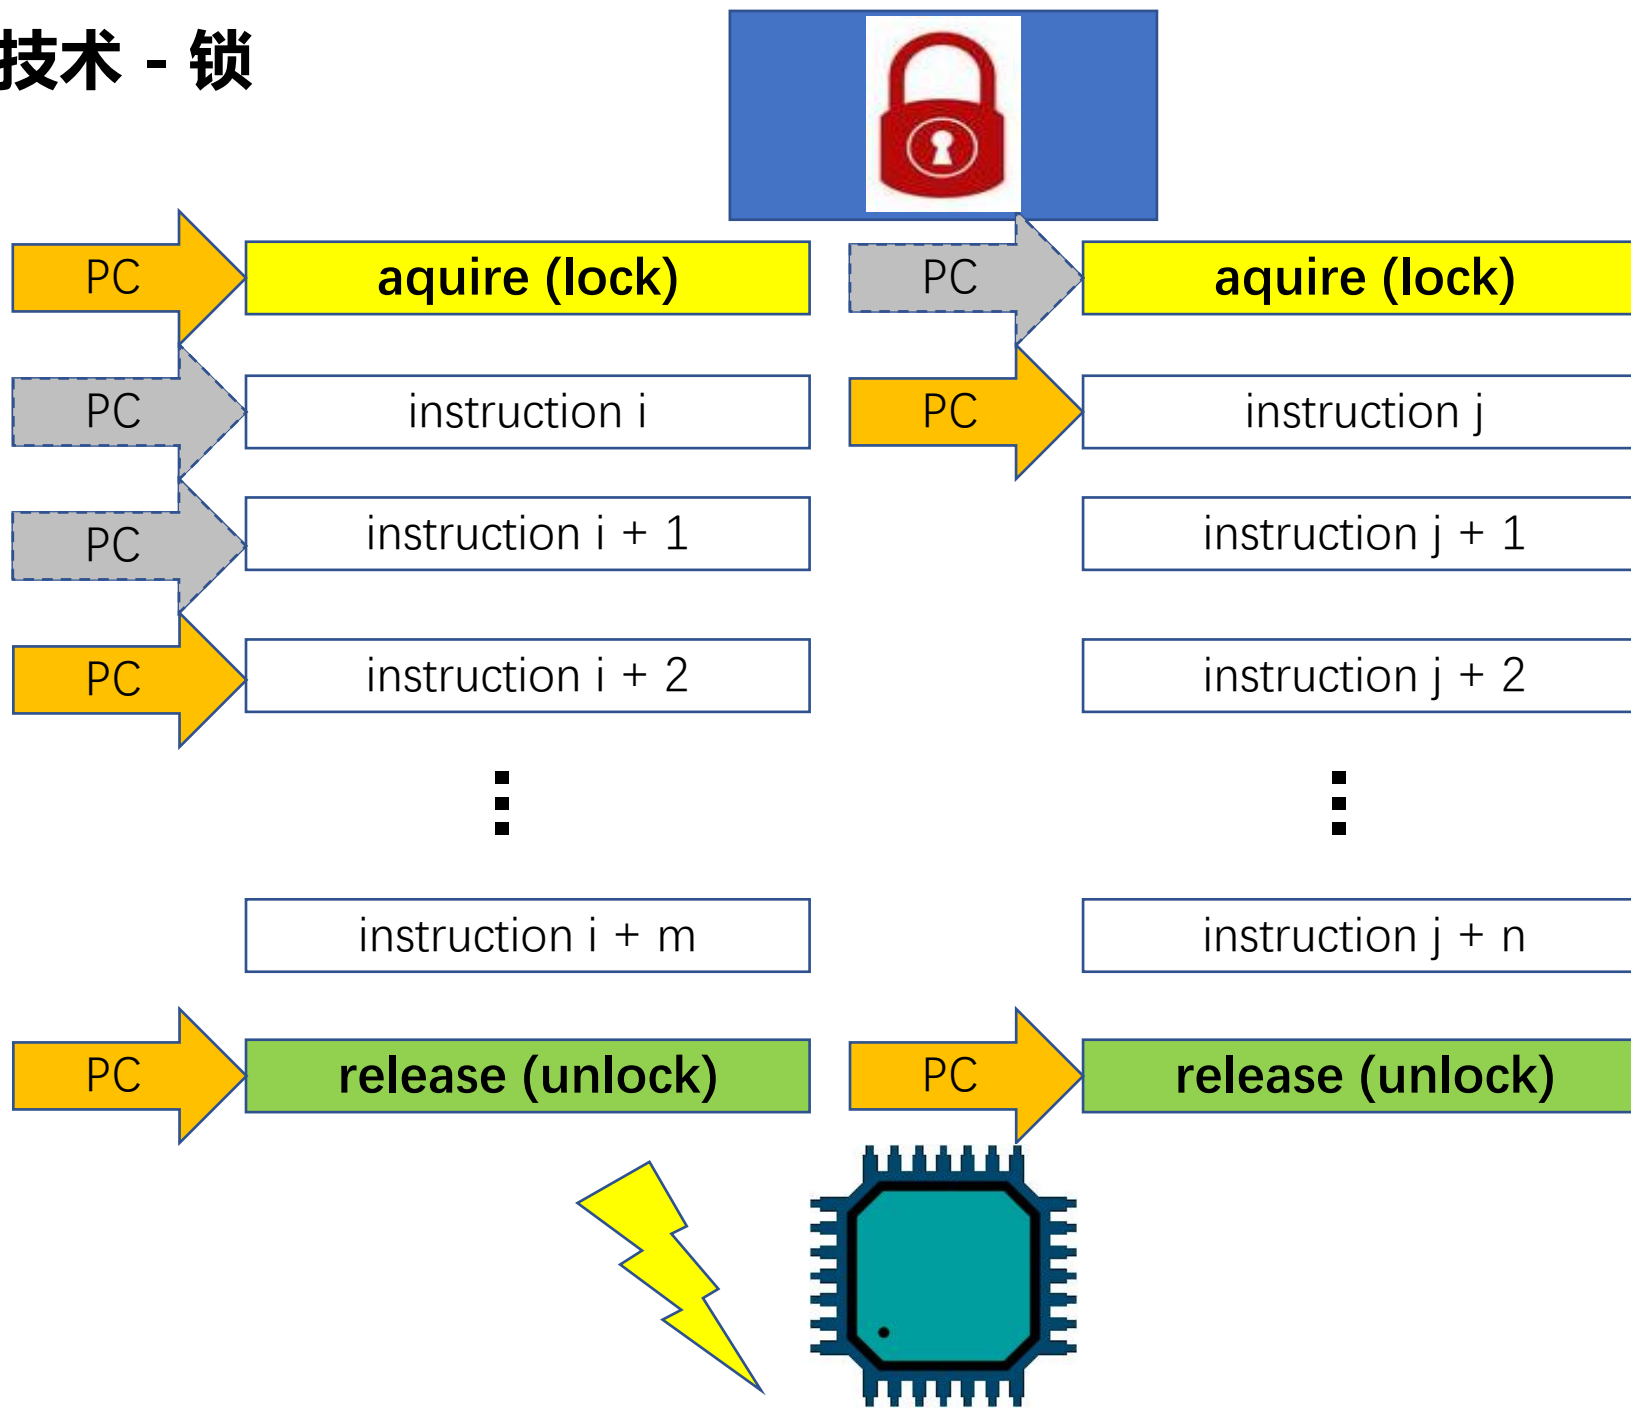 技术 - 锁
PC
aquire (lock)
PC
aquire (lock)
PC
instruction i
PC
instruction j
PC
instruction i + 1
instruction j + 1
PC
instruction i + 2
instruction j + 2
instruction i + m
instruction j + n
PC
release (unlock)
PC
release (unlock)